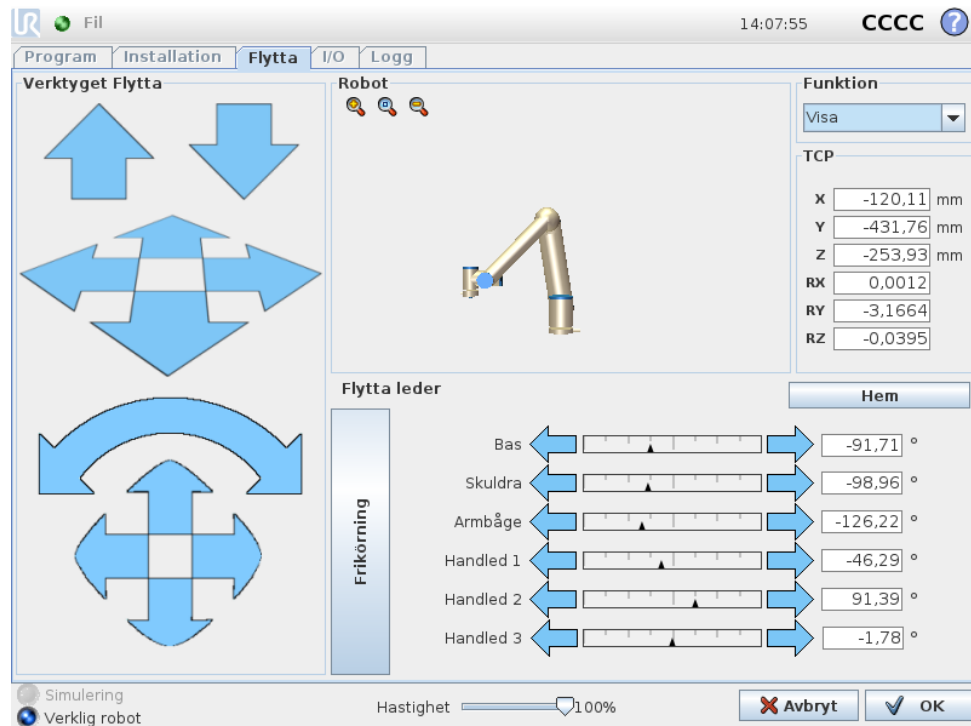 UR Fil 14:07:55 CCCC ?
Program Installation Flytta I/O Logg
Verktyget Flytta
Robot
Funktion
Visa
TCP
X -120,11 mm
Y -431,76 mm
Z -253,93 mm
RX 0,0012
RY -3,1664
RZ -0,0395
Flytta leder
Hem
Frikörning
Bas -91,71 °
Skuldra -98,96 °
Armbåge -126,22 °
Handled 1 -46,29 °
Handled 2 91,39 °
Handled 3 -1,78 °
Simulering
Verklig robot
Hastighet 100%
Avbryt
OK